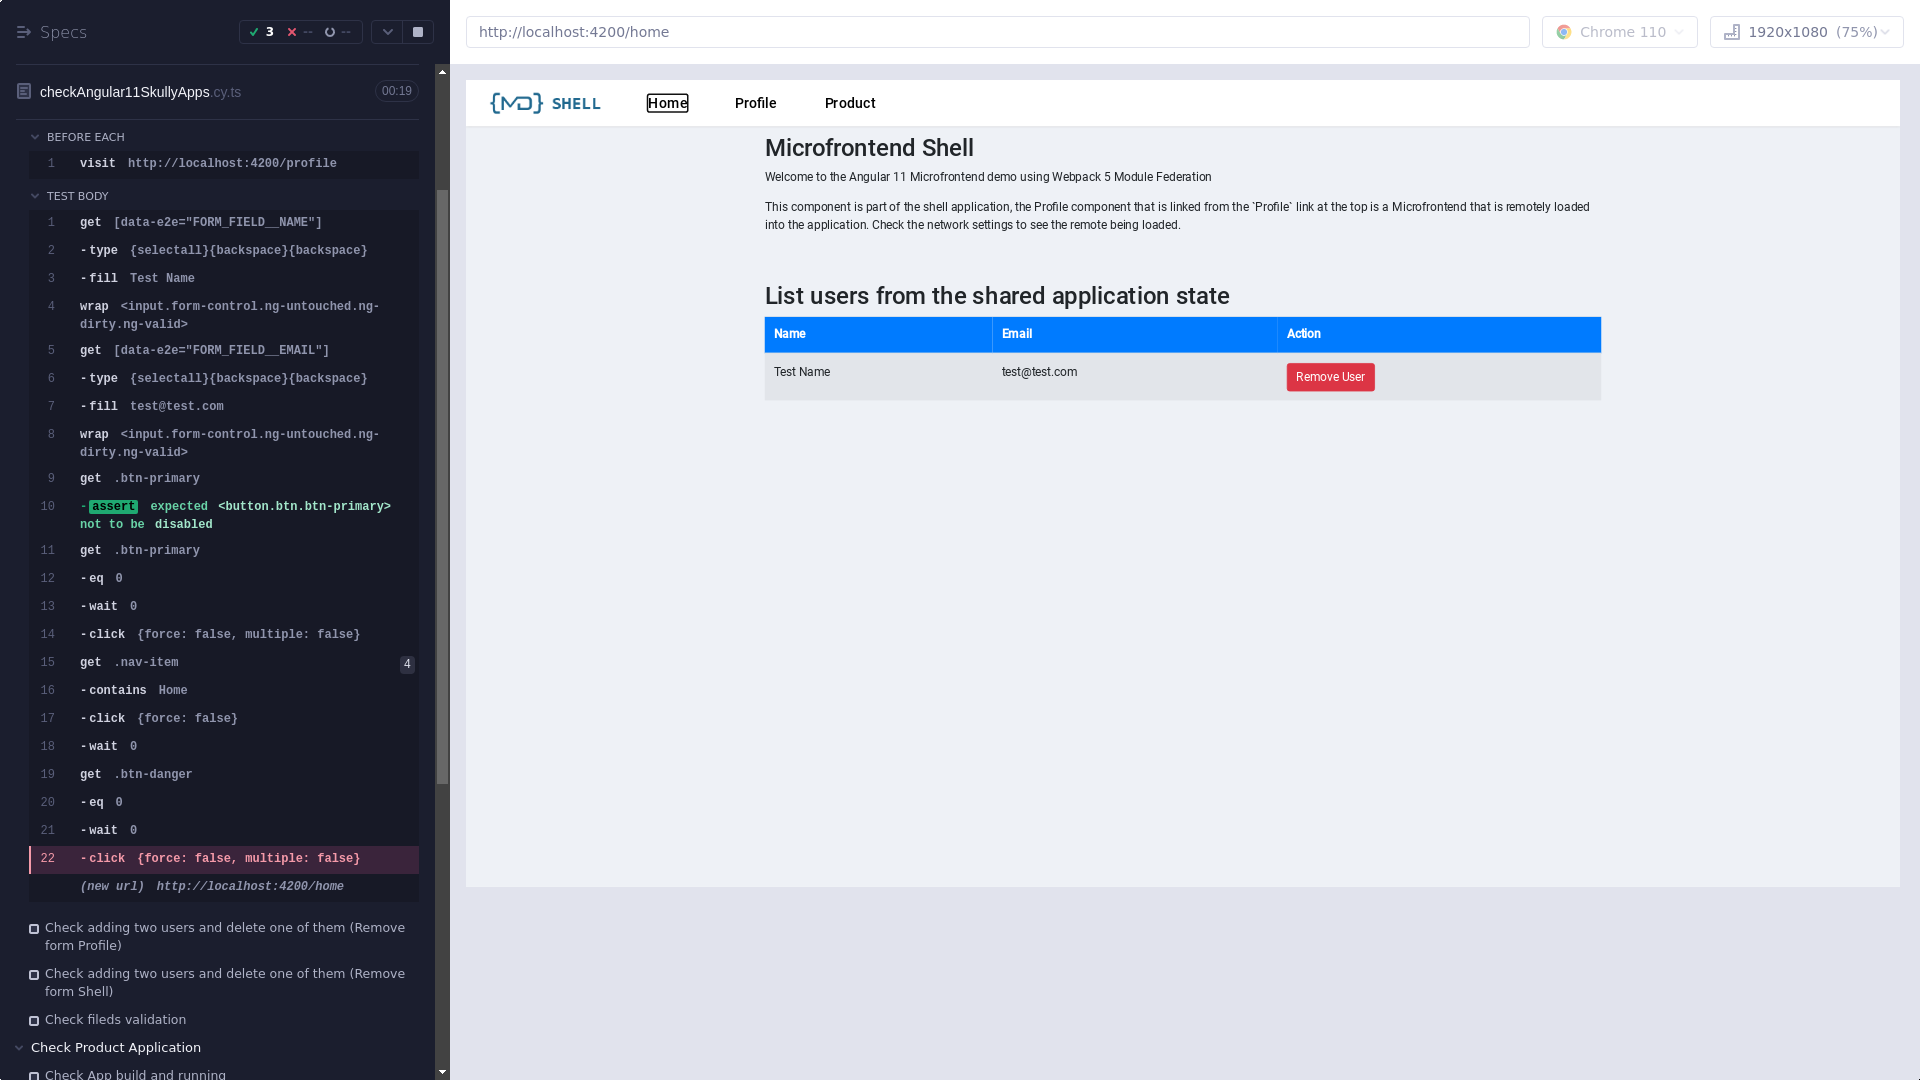 Specs
3
--
--
checkAngular11SkullyApps.cy.ts
00:19
BEFORE EACH
1 visit http://localhost:4200/profile
TEST BODY
1 get [data-e2e="FORM_FIELD__NAME"]
2 -type {selectall}{backspace}{backspace}
3 -fill Test Name
4 wrap <input.form-control.ng-untouched.ng-
dirty.ng-valid>
5 get [data-e2e="FORM_FIELD__EMAIL"]
6 -type {selectall}{backspace}{backspace}
7 -fill test@test.com
8 wrap <input.form-control.ng-untouched.ng-
dirty.ng-valid>
9 get .btn-primary
10 -assert expected <button.btn.btn-primary>
not to be disabled
11 get .btn-primary
12 -eq 0
13 -wait 0
14 -click {force: false, multiple: false}
15 get .nav-item 4
16 -contains Home
17 -click {force: false}
18 -wait 0
19 get .btn-danger
20 -eq 0
21 -wait 0
22 -click {force: false, multiple: false}
(new url) http://localhost:4200/home
Check adding two users and delete one of them (Remove
form Profile)
Check adding two users and delete one of them (Remove
form Shell)
Check fileds validation
Check Product Application
Check App build and running
http://localhost:4200/home
Chrome 110
1920x1080 (75%)
{MD} SHELL
Home
Profile
Product
Microfrontend Shell
Welcome to the Angular 11 Microfrontend demo using Webpack 5 Module Federation
This component is part of the shell application, the Profile component that is linked from the `Profile` link at the top is a Microfrontend that is remotely loaded
into the application. Check the network settings to see the remote being loaded.
List users from the shared application state
Name Email Action
Test Name test@test.com Remove User